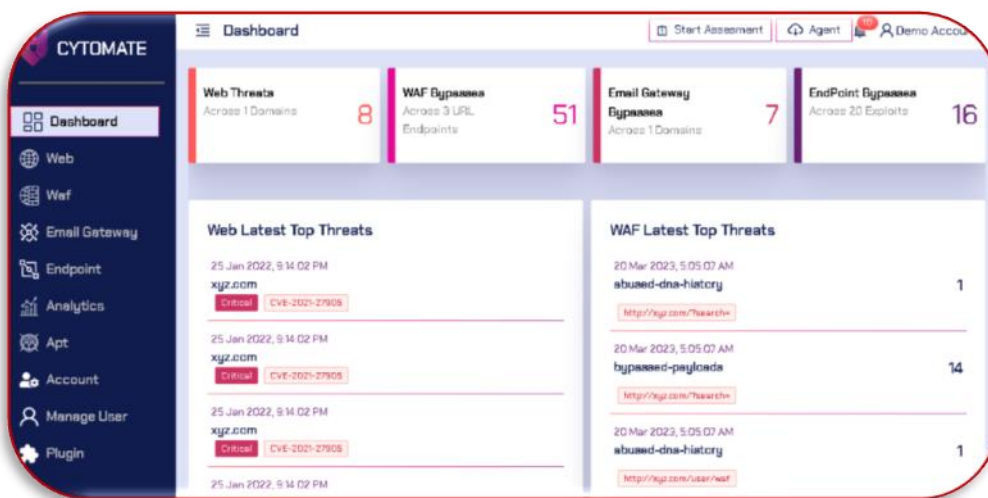 CYTOMATE
Dashboard
Start Assesment
Agent
10
Demo Accou
Dashboard
Web
Waf
Email Gateway
Endpoint
Analytics
Apt
Account
Manage User
Plugin
Web Threats
Across 1 Domains
8
WAF Bypasses
Across 3 URL
Endpoints
51
Email Gateway
Bypasses
Across 1 Domains
7
EndPoint Bypasses
Across 20 Exploits
16
Web Latest Top Threats
25 Jan 2022, 9:14:02 PM
xyz.com
Critical CVE-2021-27905
25 Jan 2022, 9:14:02 PM
xyz.com
Critical CVE-2021-27905
25 Jan 2022, 9:14:02 PM
xyz.com
Critical CVE-2021-27905
25 Jan 2022, 9:14:02 PM
WAF Latest Top Threats
20 Mar 2023, 5:05:07 AM
abused-dns-history 1
http://xyz.com/?search=
20 Mar 2023, 5:05:07 AM
bypassed-payloads 14
http://xyz.com/?search=
20 Mar 2023, 5:05:07 AM
abused-dns-history 1
http://xyz.com/user/waf